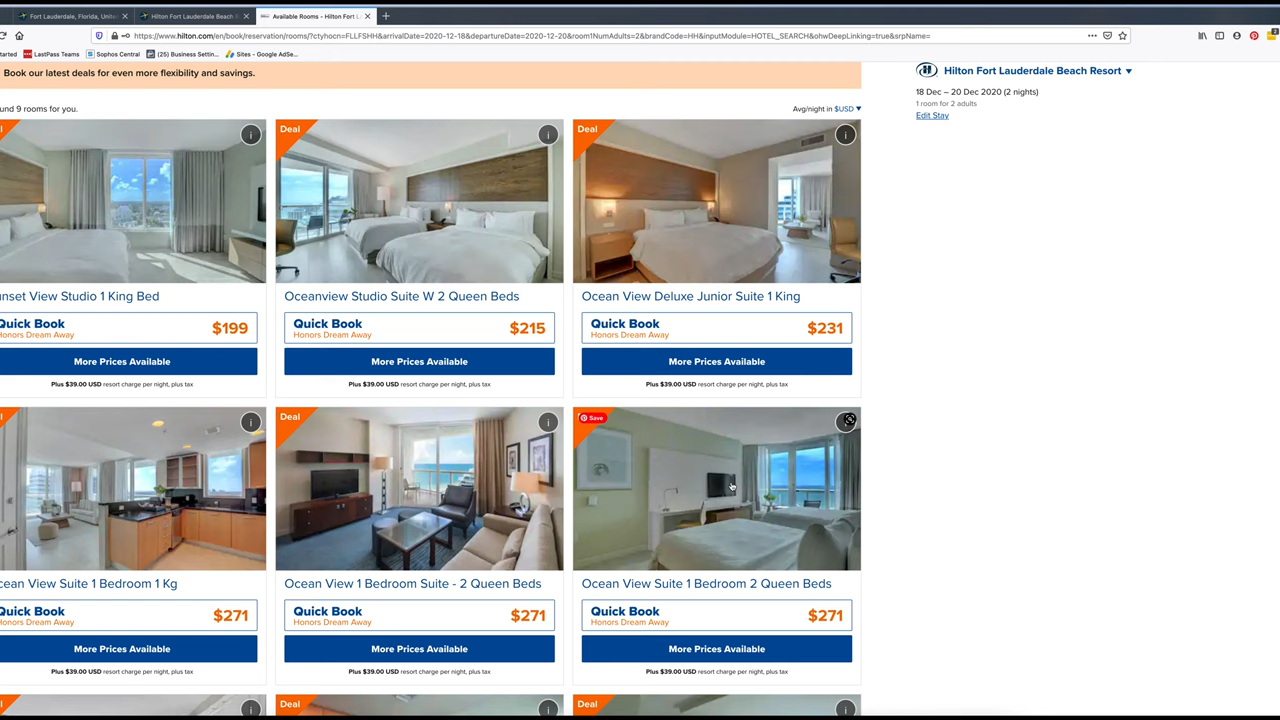 Fort Lauderdale, Florida, Unite
Hilton Fort Lauderdale Beach R
Available Rooms - Hilton Fort L
https://www.hilton.com/en/book/reservation/rooms/?ctyhocn=FLLFSHH&arrivalDate=2020-12-18&departureDate=2020-12-20&room1NumAdults=2&brandCode=HH&inputModule=HOTEL_SEARCH&ohwDeepLinking=true&srpName=
tarted LastPass Teams Sophos Central (25) Business Settin... Sites - Google AdSe...
Book our latest deals for even more flexibility and savings.
Hilton Fort Lauderdale Beach Resort
18 Dec – 20 Dec 2020 (2 nights)
1 room for 2 adults
Edit Stay
und 9 rooms for you.
Avg/night in $USD
Deal
Deal
nset View Studio 1 King Bed
Oceanview Studio Suite W 2 Queen Beds
Ocean View Deluxe Junior Suite 1 King
Quick Book
Honors Dream Away
$199
Quick Book
Honors Dream Away
$215
Quick Book
Honors Dream Away
$231
More Prices Available
More Prices Available
More Prices Available
Plus $39.00 USD resort charge per night, plus tax
Plus $39.00 USD resort charge per night, plus tax
Plus $39.00 USD resort charge per night, plus tax
Deal
Save
cean View Suite 1 Bedroom 1 Kg
Ocean View 1 Bedroom Suite - 2 Queen Beds
Ocean View Suite 1 Bedroom 2 Queen Beds
Quick Book
Honors Dream Away
$271
Quick Book
Honors Dream Away
$271
Quick Book
Honors Dream Away
$271
More Prices Available
More Prices Available
More Prices Available
Plus $39.00 USD resort charge per night, plus tax
Plus $39.00 USD resort charge per night, plus tax
Plus $39.00 USD resort charge per night, plus tax
Deal
Deal